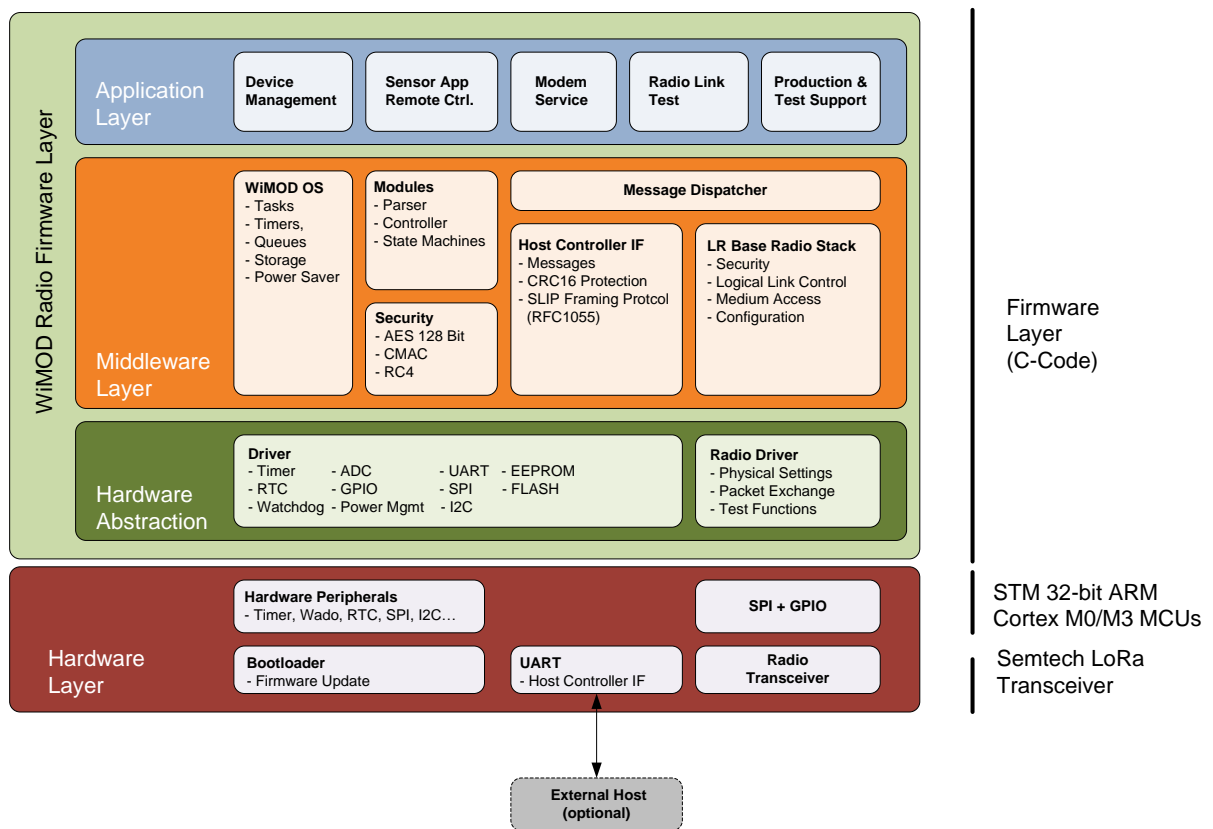 WiMOD Radio Firmware Layer
Application
Layer
Device
Management
Sensor App
Remote Ctrl.
Modem
Service
Radio Link
Test
Production &
Test Support
Middleware
Layer
WiMOD OS
- Tasks
- Timers,
- Queues
- Storage
- Power Saver
Modules
- Parser
- Controller
- State Machines
Security
- AES 128 Bit
- CMAC
- RC4
Message Dispatcher
Host Controller IF
- Messages
- CRC16 Protection
- SLIP Framing Protcol
(RFC1055)
LR Base Radio Stack
- Security
- Logical Link Control
- Medium Access
- Configuration
Hardware
Abstraction
Driver
- Timer - ADC - UART - EEPROM
- RTC - GPIO - SPI - FLASH
- Watchdog - Power Mgmt - I2C
Radio Driver
- Physical Settings
- Packet Exchange
- Test Functions
Hardware
Layer
Hardware Peripherals
- Timer, Wado, RTC, SPI, I2C…
SPI + GPIO
Bootloader
- Firmware Update
UART
- Host Controller IF
Radio
Transceiver
External Host
(optional)
Firmware
Layer
(C-Code)
STM 32-bit ARM
Cortex M0/M3 MCUs
Semtech LoRa
Transceiver